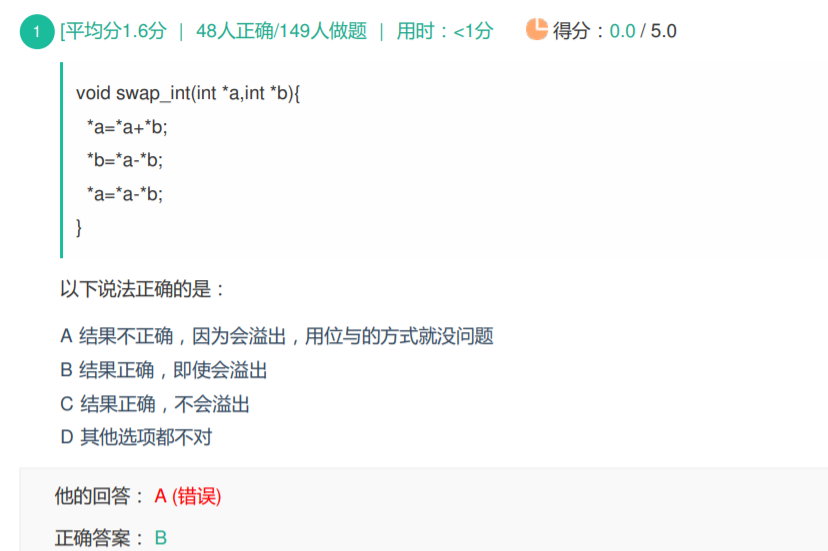 1 [平均分1.6分 | 48人正确/149人做题 | 用时：<1分 得分：0.0 / 5.0
void swap_int(int *a,int *b){
*a=*a+*b;
*b=*a-*b;
*a=*a-*b;
}
以下说法正确的是：
A 结果不正确，因为会溢出，用位与的方式就没问题
B 结果正确，即使会溢出
C 结果正确，不会溢出
D 其他选项都不对
他的回答： A (错误)
正确答案： B